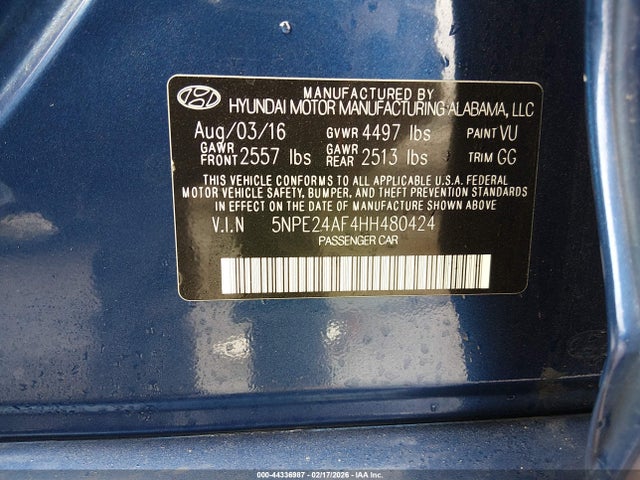 MANUFACTURED BY
HYUNDAI MOTOR MANUFACTURING ALABAMA, LLC
Aug/03/16 GVWR 4497 lbs PAINT VU
GAWR FRONT 2557 lbs GAWR REAR 2513 lbs TRIM GG
THIS VEHICLE CONFORMS TO ALL APPLICABLE U.S.A. FEDERAL
MOTOR VEHICLE SAFETY, BUMPER, AND THEFT PREVENTION STANDARDS
IN EFFECT ON THE DATE OF MANUFACTURE SHOWN ABOVE
V.I.N 5NPE24AF4HH480424
PASSENGER CAR
000-44336987 - 02/17/2026 - IAA Inc.